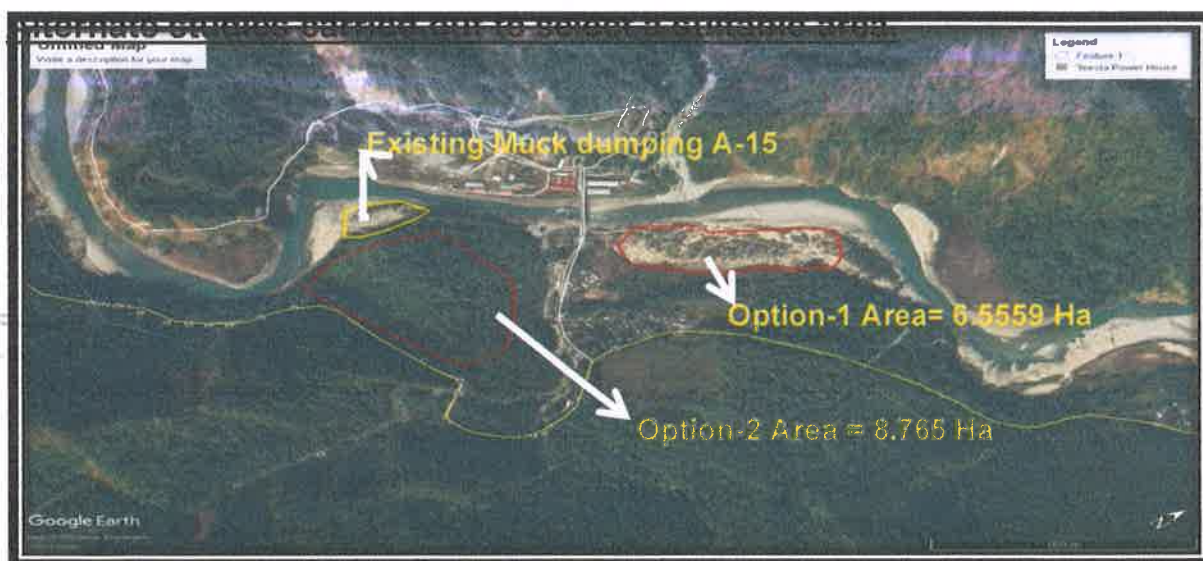 Untitled Map
Write a description for your map.
Legend
Feature 1
Teesta Power House
Existing Muck dumping A-15
Option-1 Area= 6.5559 Ha
Option-2 Area = 8.765 Ha
Google Earth